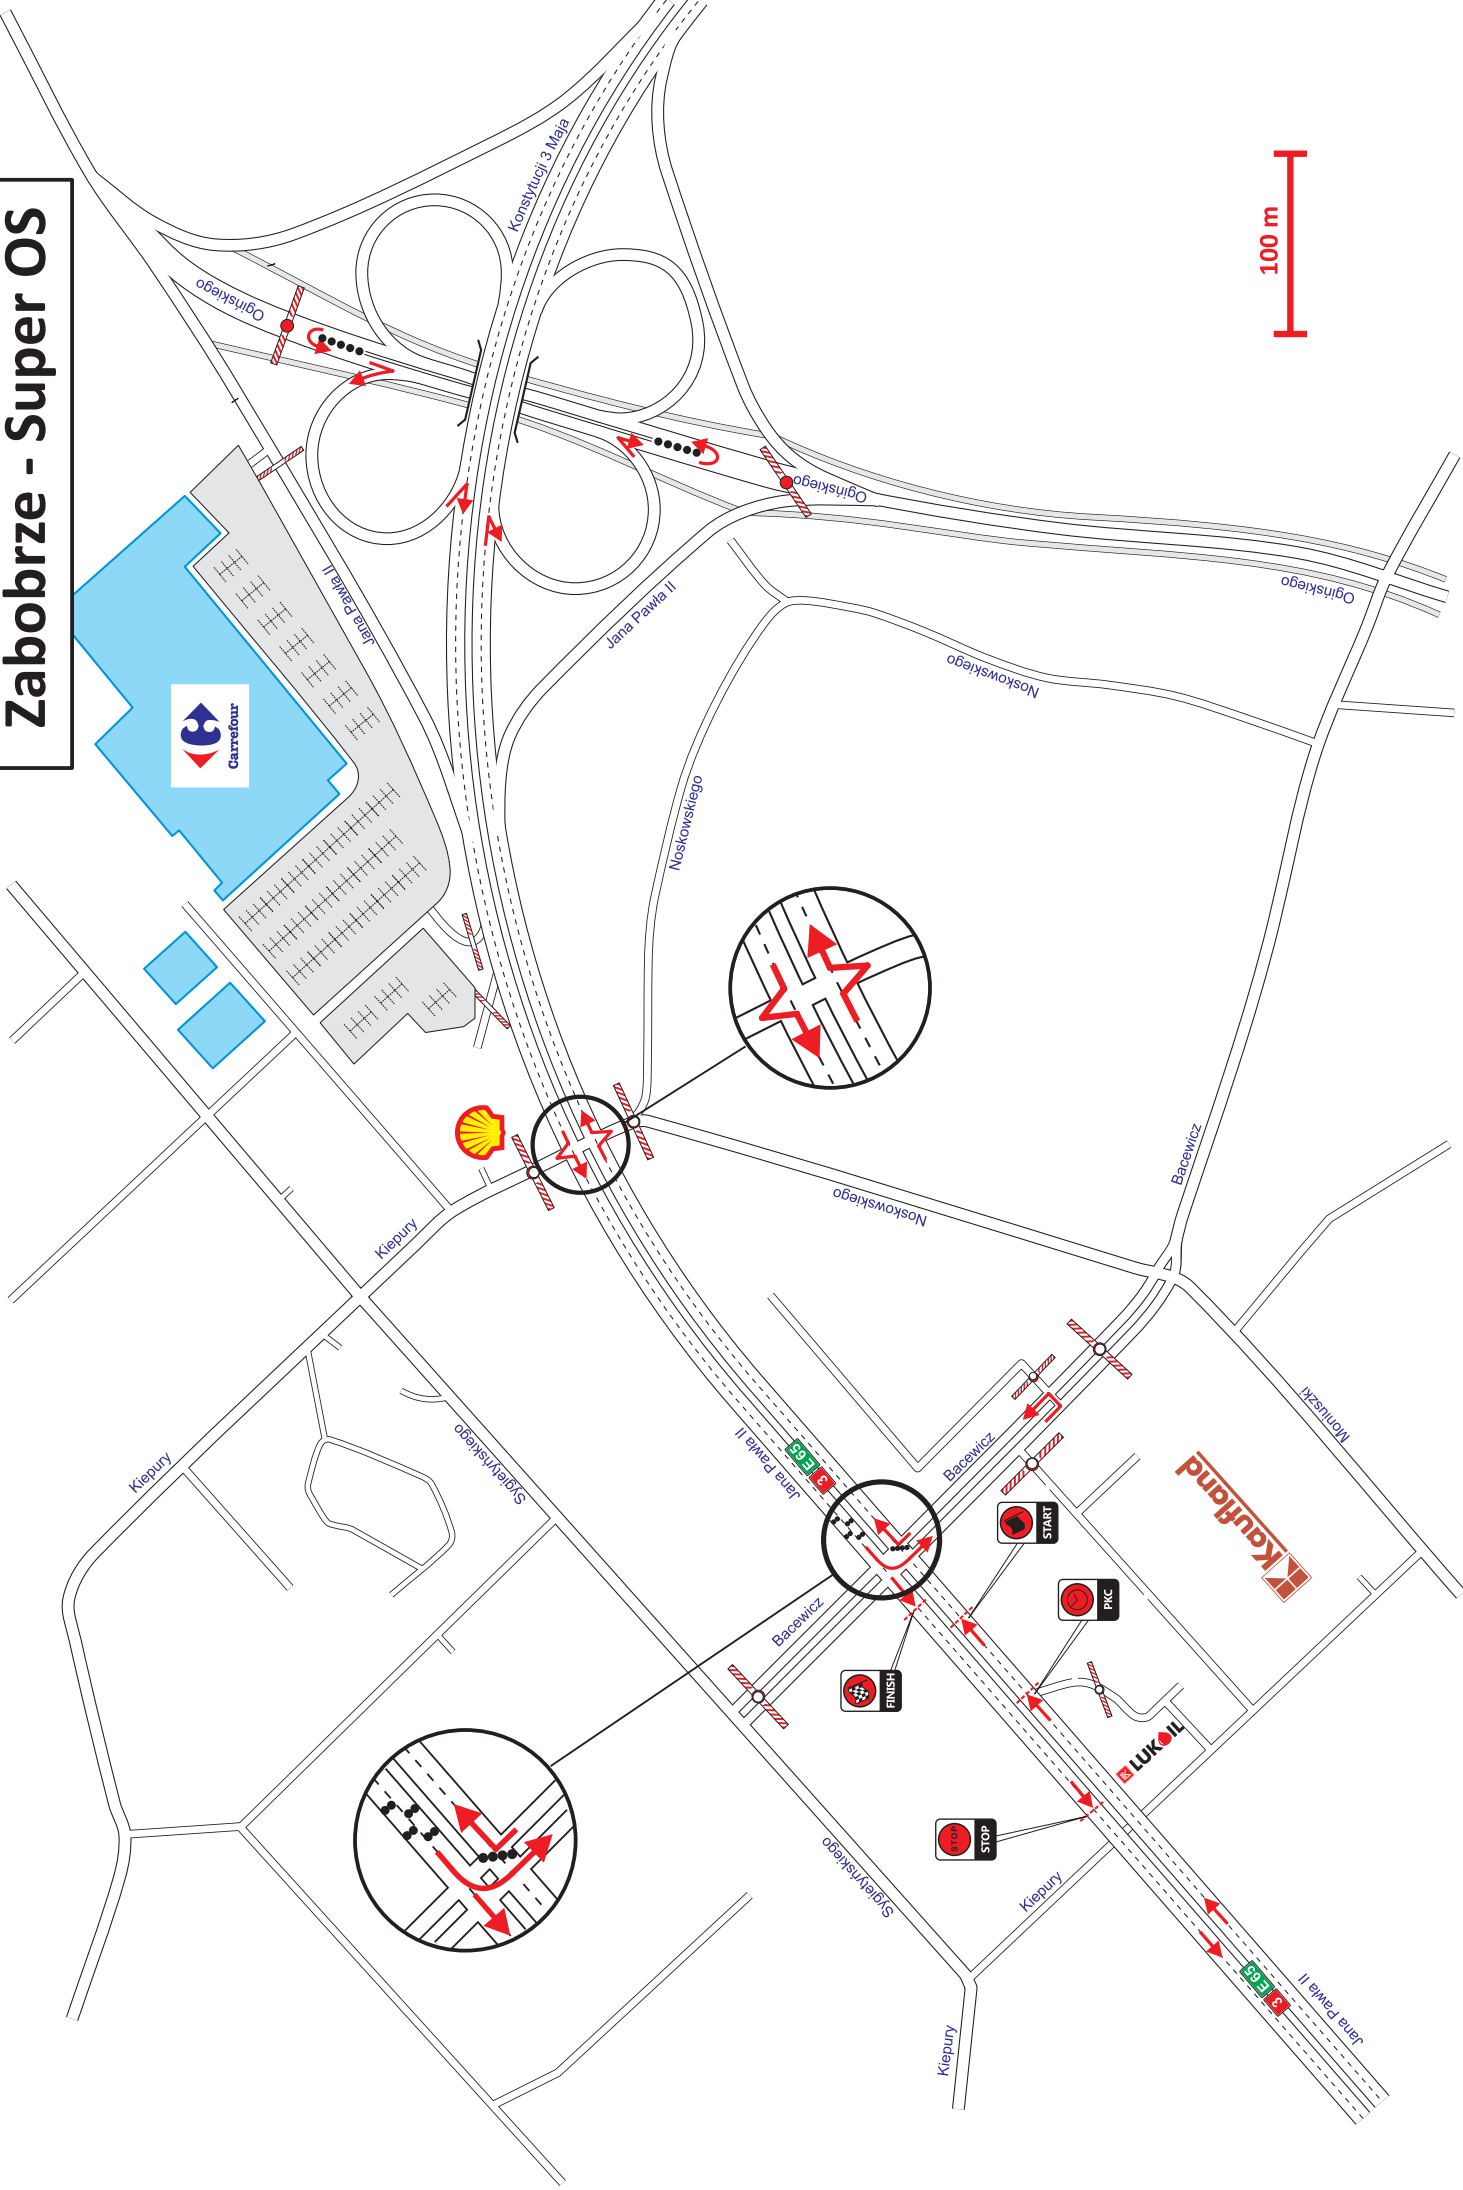 Zabobrze - Super OS
Konstytucji 3 Maja
Ogińskiego
100 m
Jana Pawła II
Carrefour
Ogińskiego
Jana Pawła II
Ogińskiego
Noskowskiego
Noskowskiego
Noskowskiego
Bacewicz
Kiepury
Kiepury
Sygietyńskiego
Jana Pawła II
E 65
3
Bacewicz
Moniuszki
Kaufland
START
PKC
Bacewicz
FINISH
LUKOIL
STOP
STOP
Sygietyńskiego
Kiepury
Kiepury
E 65
3
Jana Pawła II